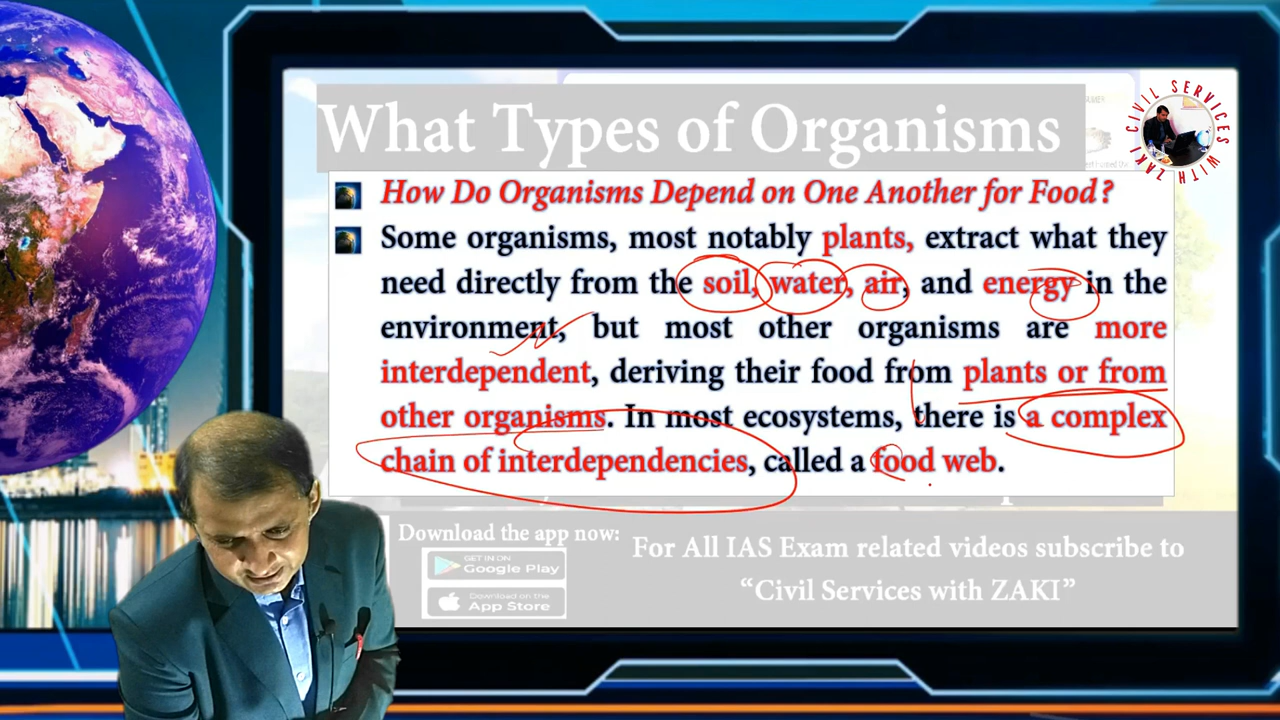 What Types of Organisms
CIVIL SERVICES WITH ZAKI
How Do Organisms Depend on One Another for Food?
Some organisms, most notably plants, extract what they
need directly from the soil, water, air, and energy in the
environment, but most other organisms are more
interdependent, deriving their food from plants or from
other organisms. In most ecosystems, there is a complex
chain of interdependencies, called a food web.
Download the app now:
GET IN ON
Google Play
Download on the
App Store
For All IAS Exam related videos subscribe to
“Civil Services with ZAKI”